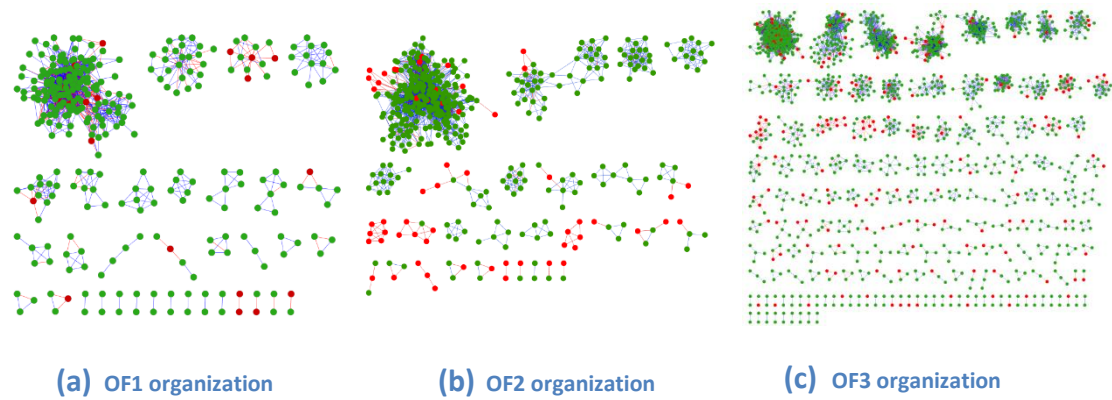 (a) OF1 organization
(b) OF2 organization
(c) OF3 organization